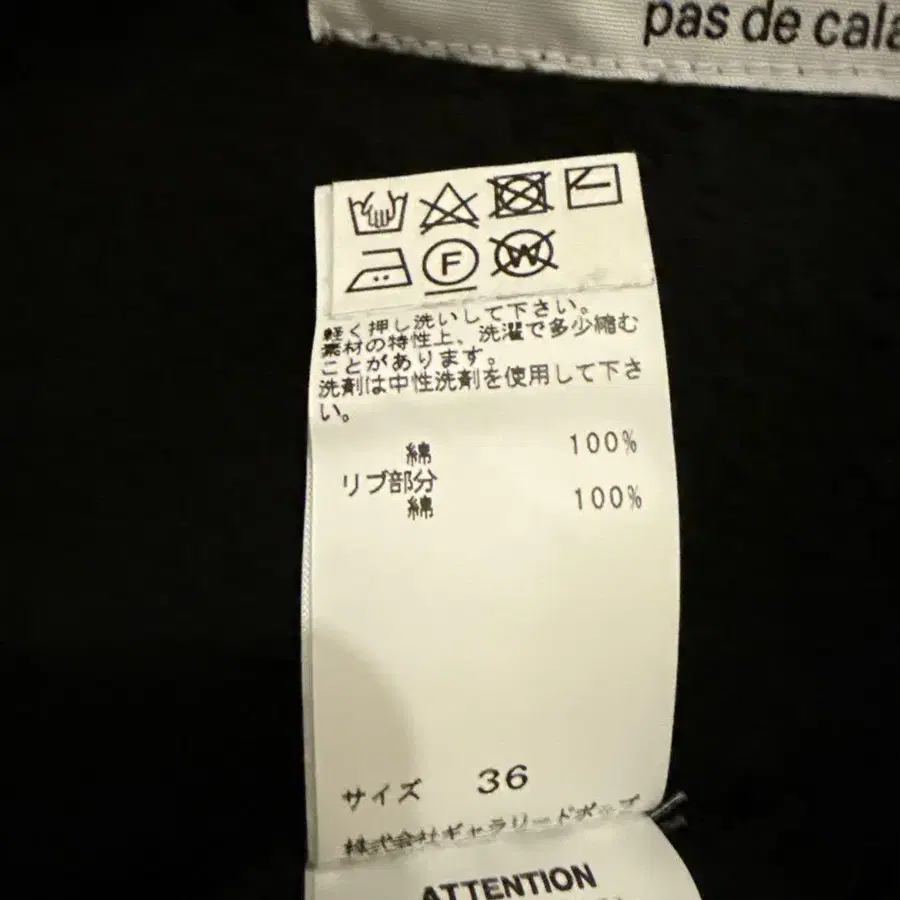 pas de cala
F
W
軽く押し洗いして下さい。
素材の特性上、洗濯で多少縮む
ことがあります。
洗剤は中性洗剤を使用して下さ
い。
綿 100%
リブ部分
綿 100%
サイズ 36
株式会社ギャラリードポップ
ATTENTION